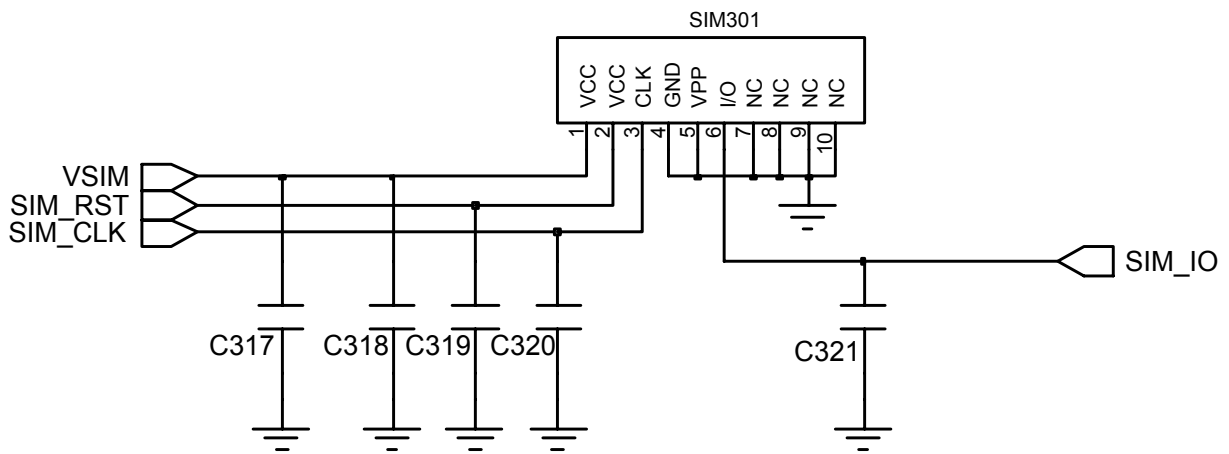 SIM301
VCC
VCC
CLK
GND
VPP
I/O
NC
NC
NC
NC
1
2
3
4
5
6
7
8
9
10
VSIM
SIM_RST
SIM_CLK
SIM_IO
C317
C318
C319
C320
C321